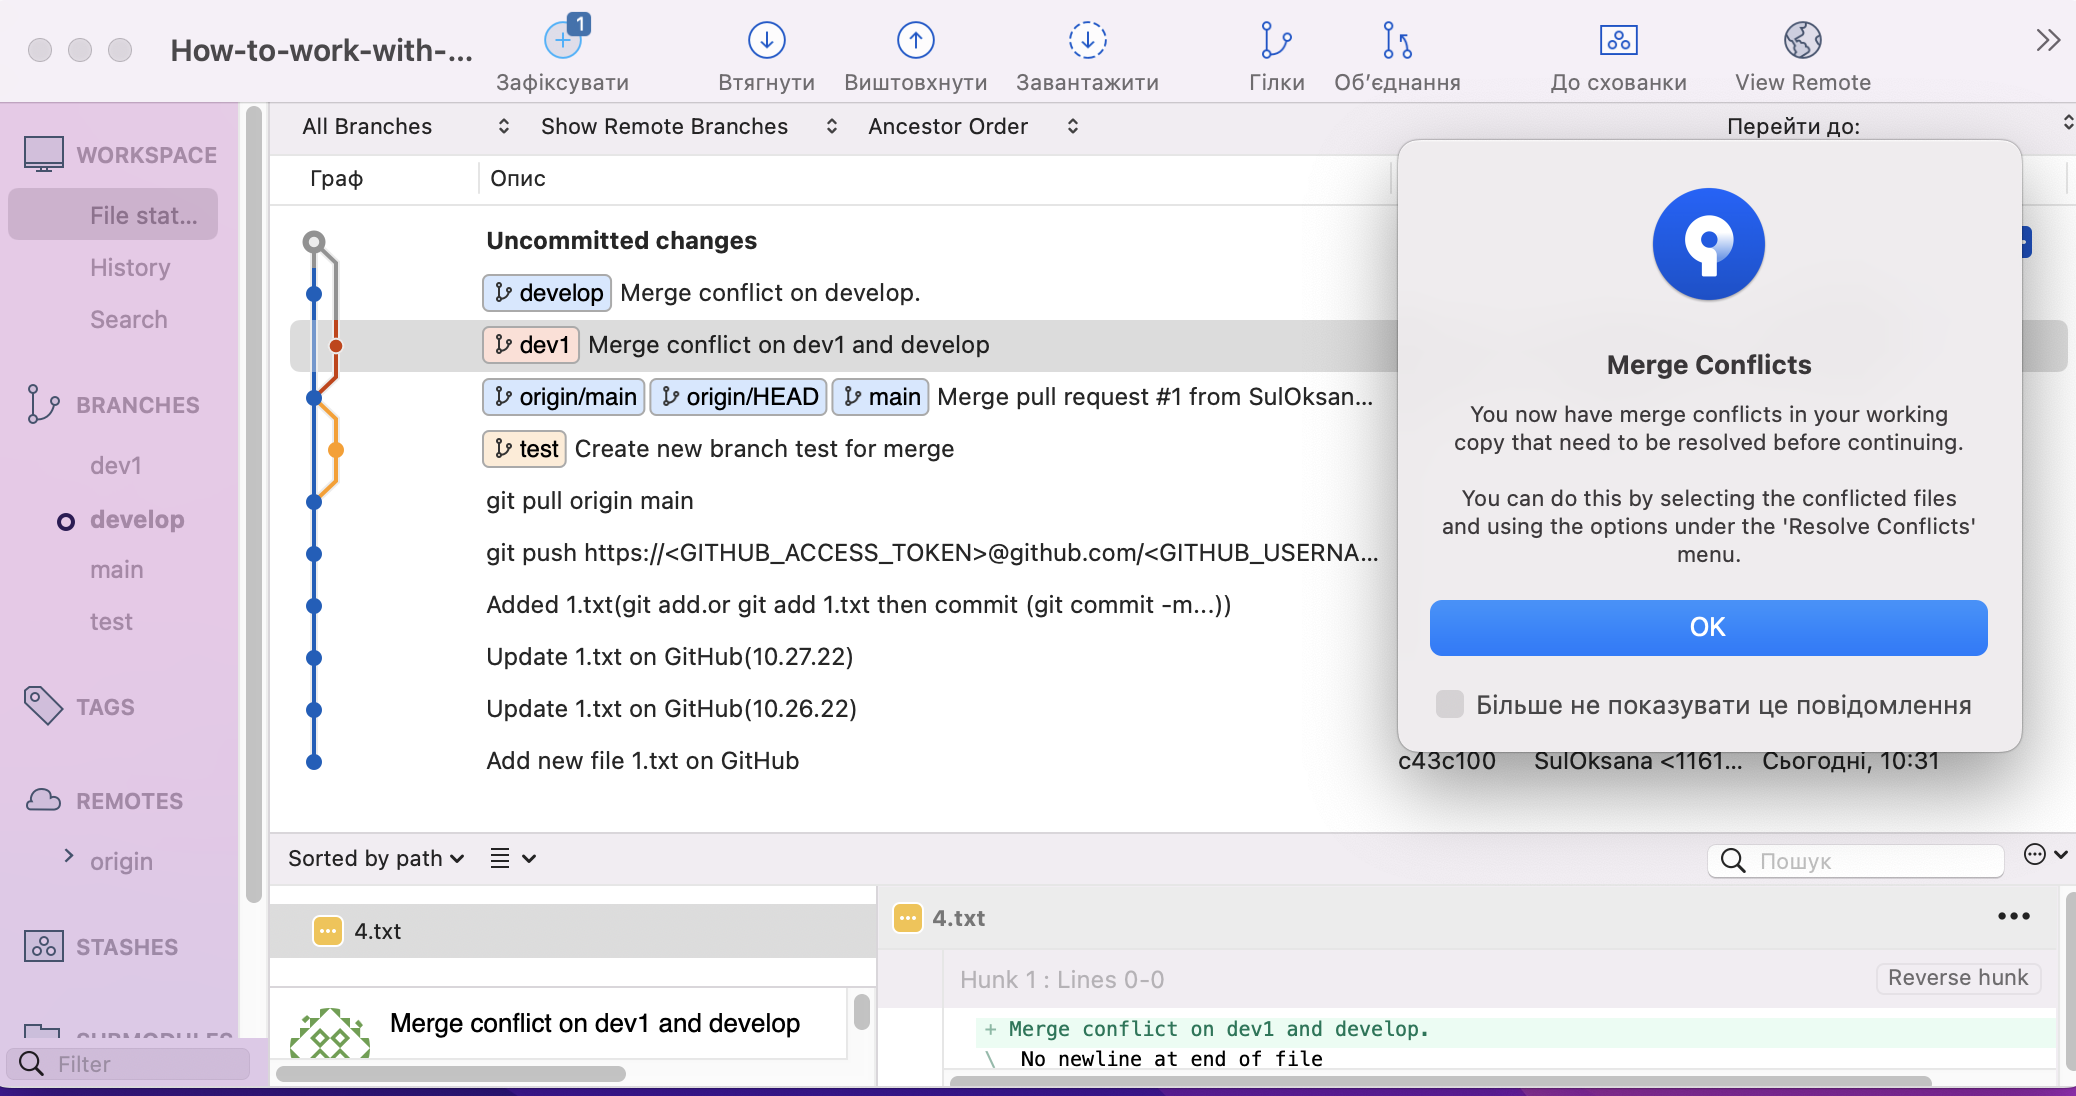 How-to-work-with-...
1
Зафіксувати
Втягнути
Виштовхнути
Завантажити
Гілки
Об’єднання
До схованки
View Remote
WORKSPACE
File stat...
History
Search
BRANCHES
dev1
develop
main
test
TAGS
REMOTES
origin
STASHES
SUBMODULES
Filter
All Branches
Show Remote Branches
Ancestor Order
Перейти до:
Граф
Опис
Uncommitted changes
develop Merge conflict on develop.
dev1 Merge conflict on dev1 and develop
origin/main origin/HEAD main Merge pull request #1 from SulOksan...
test Create new branch test for merge
git pull origin main
git push https://<GITHUB_ACCESS_TOKEN>@github.com/<GITHUB_USERNA...
Added 1.txt(git add.or git add 1.txt then commit (git commit -m...))
Update 1.txt on GitHub(10.27.22)
Update 1.txt on GitHub(10.26.22)
Add new file 1.txt on GitHub c43c100 SulOksana <1161... Сьогодні, 10:31
Merge Conflicts
You now have merge conflicts in your working
copy that need to be resolved before continuing.
You can do this by selecting the conflicted files
and using the options under the 'Resolve Conflicts'
menu.
OK
Більше не показувати це повідомлення
Sorted by path
Пошук
4.txt
Merge conflict on dev1 and develop
4.txt
Hunk 1 : Lines 0-0
Reverse hunk
+ Merge conflict on dev1 and develop.
\ No newline at end of file